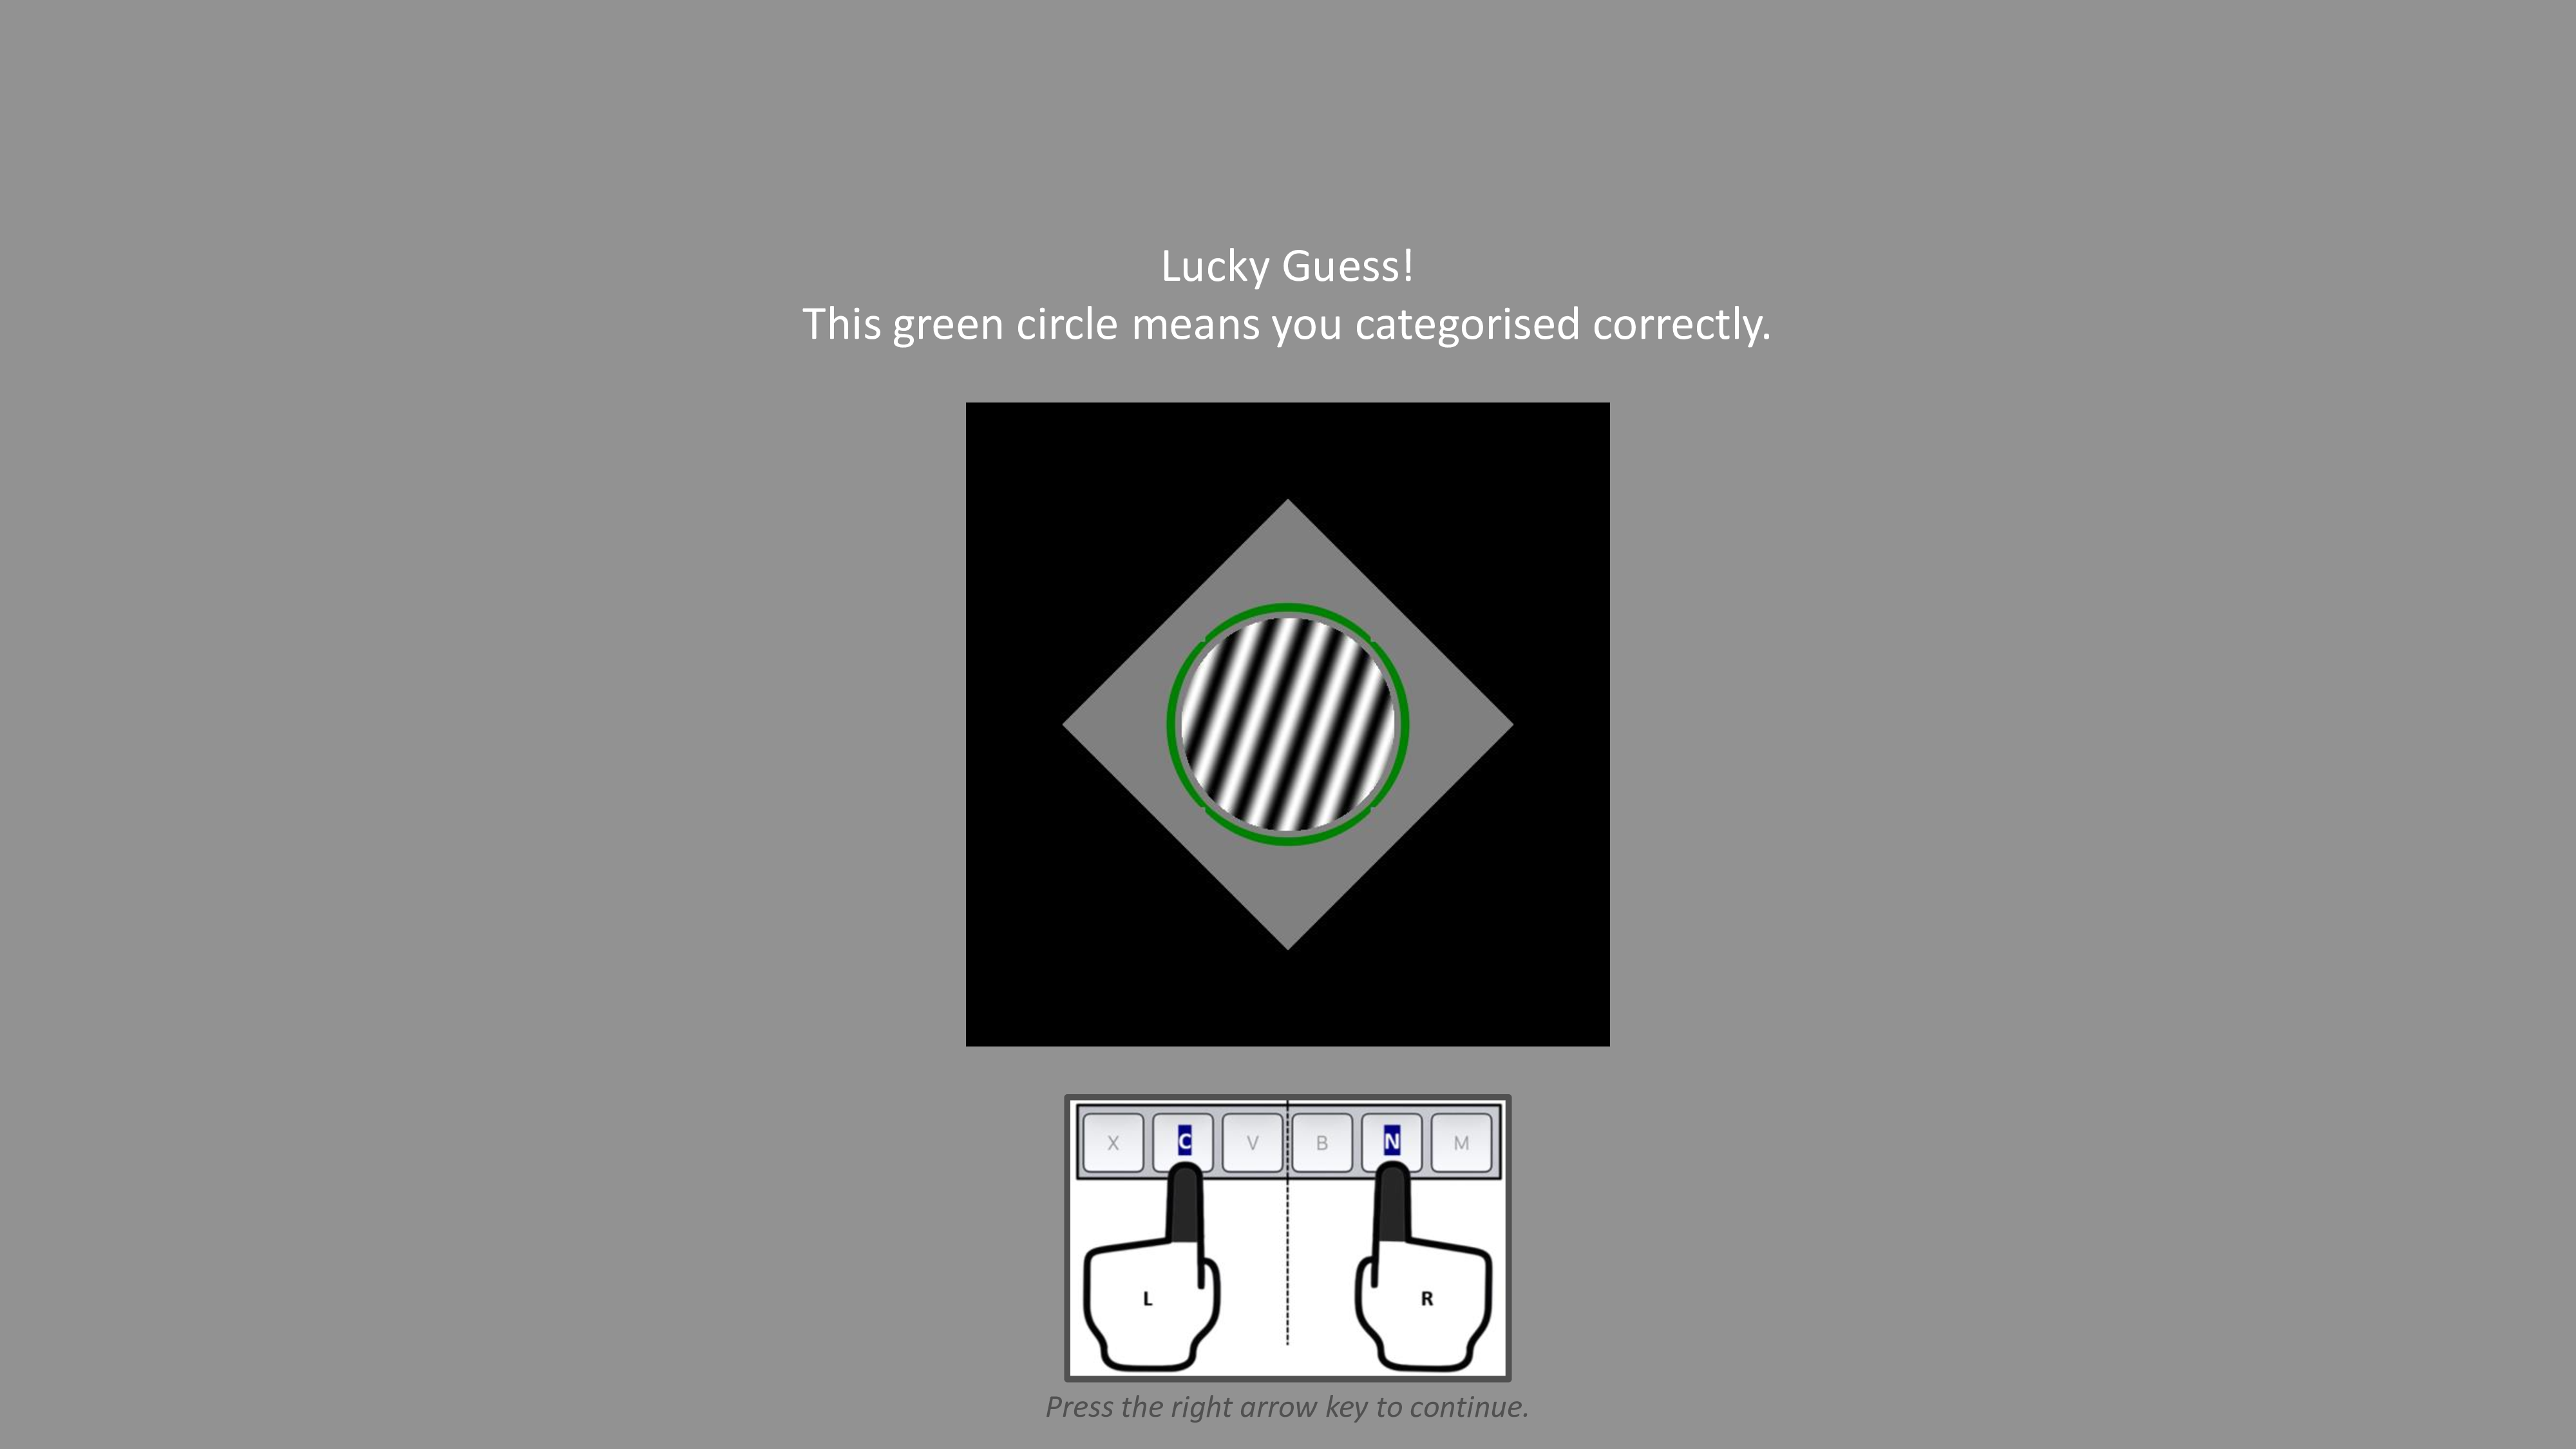 Lucky Guess!
This green circle means you categorised correctly.
X C V B N M
L R
Press the right arrow key to continue.